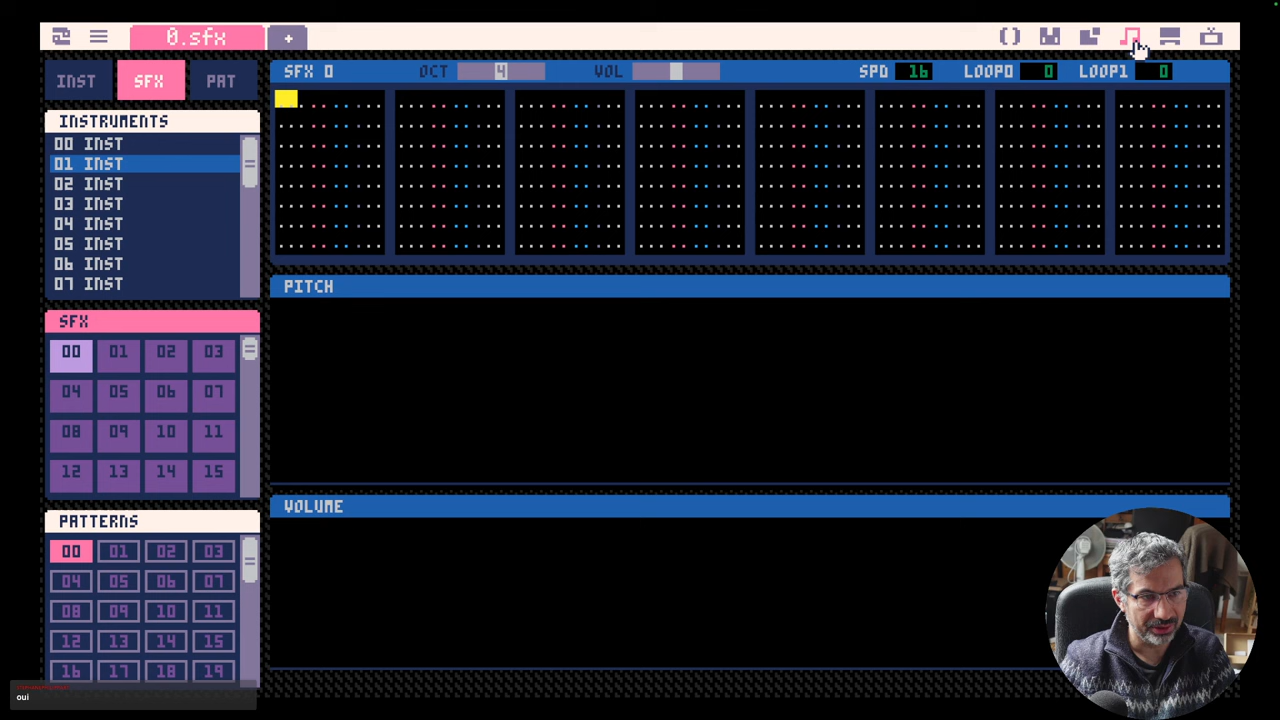 0.sfx +
INST SFX PAT
SFX 0 OCT 4 VOL SPD 16 LOOP0 0 LOOP1 0
INSTRUMENTS
00 INST
01 INST
02 INST
03 INST
04 INST
05 INST
06 INST
07 INST
PITCH
SFX
00 01 02 03
04 05 06 07
08 09 10 11
12 13 14 15
VOLUME
PATTERNS
00 01 02 03
04 05 06 07
08 09 10 11
12 13 14 15
16 17 18 19
oui